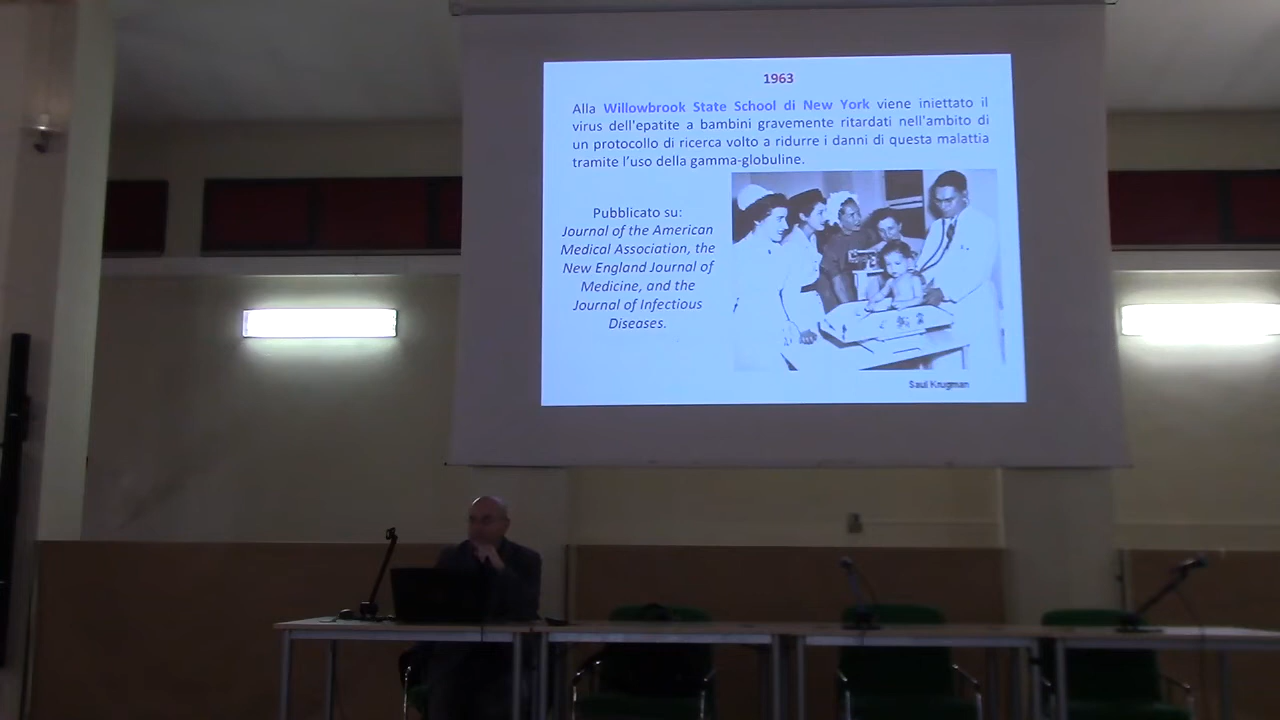 1963
Alla Willowbrook State School di New York viene iniettato il
virus dell'epatite a bambini gravemente ritardati nell'ambito di
un protocollo di ricerca volto a ridurre i danni di questa malattia
tramite l'uso della gamma-globuline.
Pubblicato su:
Journal of the American
Medical Association, the
New England Journal of
Medicine, and the
Journal of Infectious
Diseases.
Saul Krugman